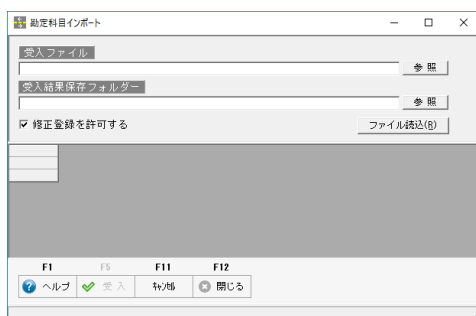 勘定科目インポート
受入ファイル
参照
受入結果保存フォルダー
参照
修正登録を許可する
ファイル読込(R)
F1 F5 F11 F12
ヘルプ 受入 ｷｬﾝｾﾙ 閉じる